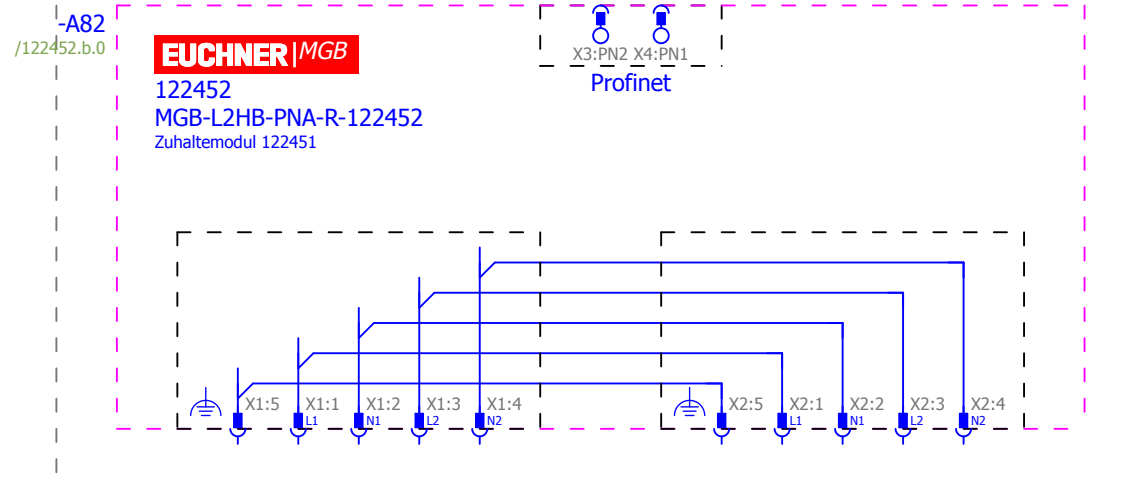 -A82
/122452.b.0
EUCHNER|MGB
122452
MGB-L2HB-PNA-R-122452
Zuhaltemodul 122451
X3:PN2 X4:PN1
Profinet
X1:5 X1:1 X1:2 X1:3 X1:4 X2:5 X2:1 X2:2 X2:3 X2:4
L1 N1 L2 N2 L1 N1 L2 N2